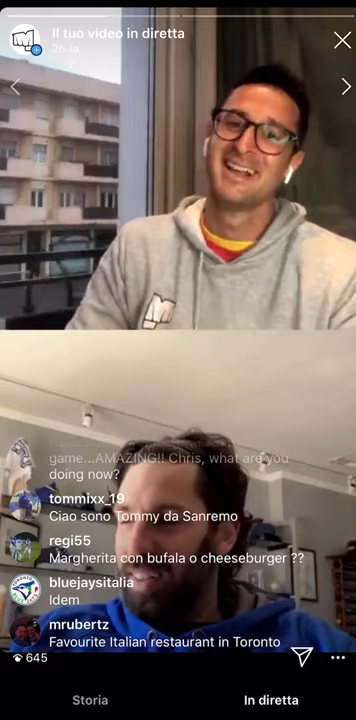 Il tuo video in diretta
2h fa
game...AMAZING!! Chris, what are you
doing now?
tommixx_19
Ciao sono Tommy da Sanremo
regi55
Margherita con bufala o cheeseburger ??
bluejaysitalia
Idem
mrubertz
Favourite Italian restaurant in Toronto
645
Storia
In diretta